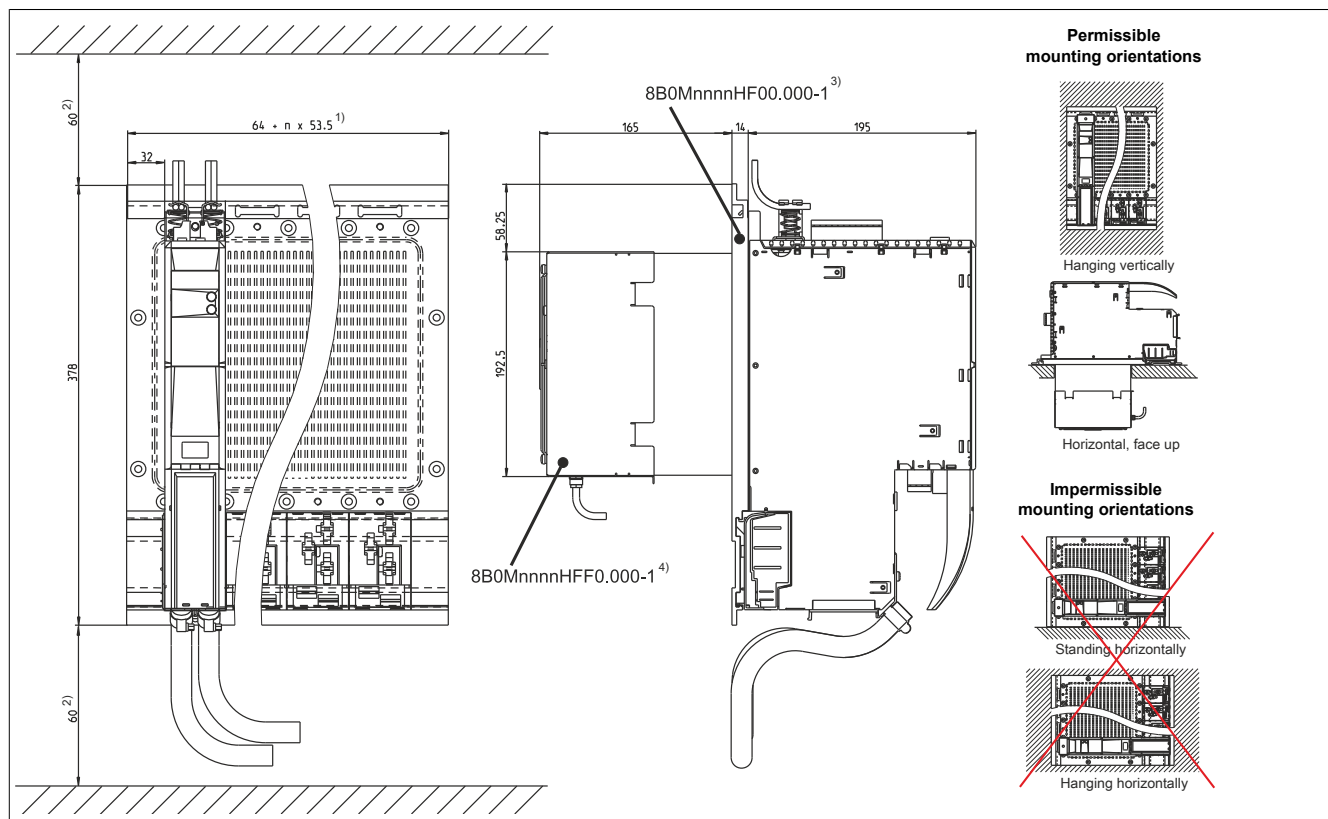 60 2)
64 + n x 53.5 1)
32
378
60 2)
8B0MnnnnHF00.000-1 3)
165
14
195
58.25
192.5
8B0MnnnnHFF0.000-1 4)
Permissible
mounting orientations
Hanging vertically
Horizontal, face up
Impermissible
mounting orientations
Standing horizontally
Hanging horizontally